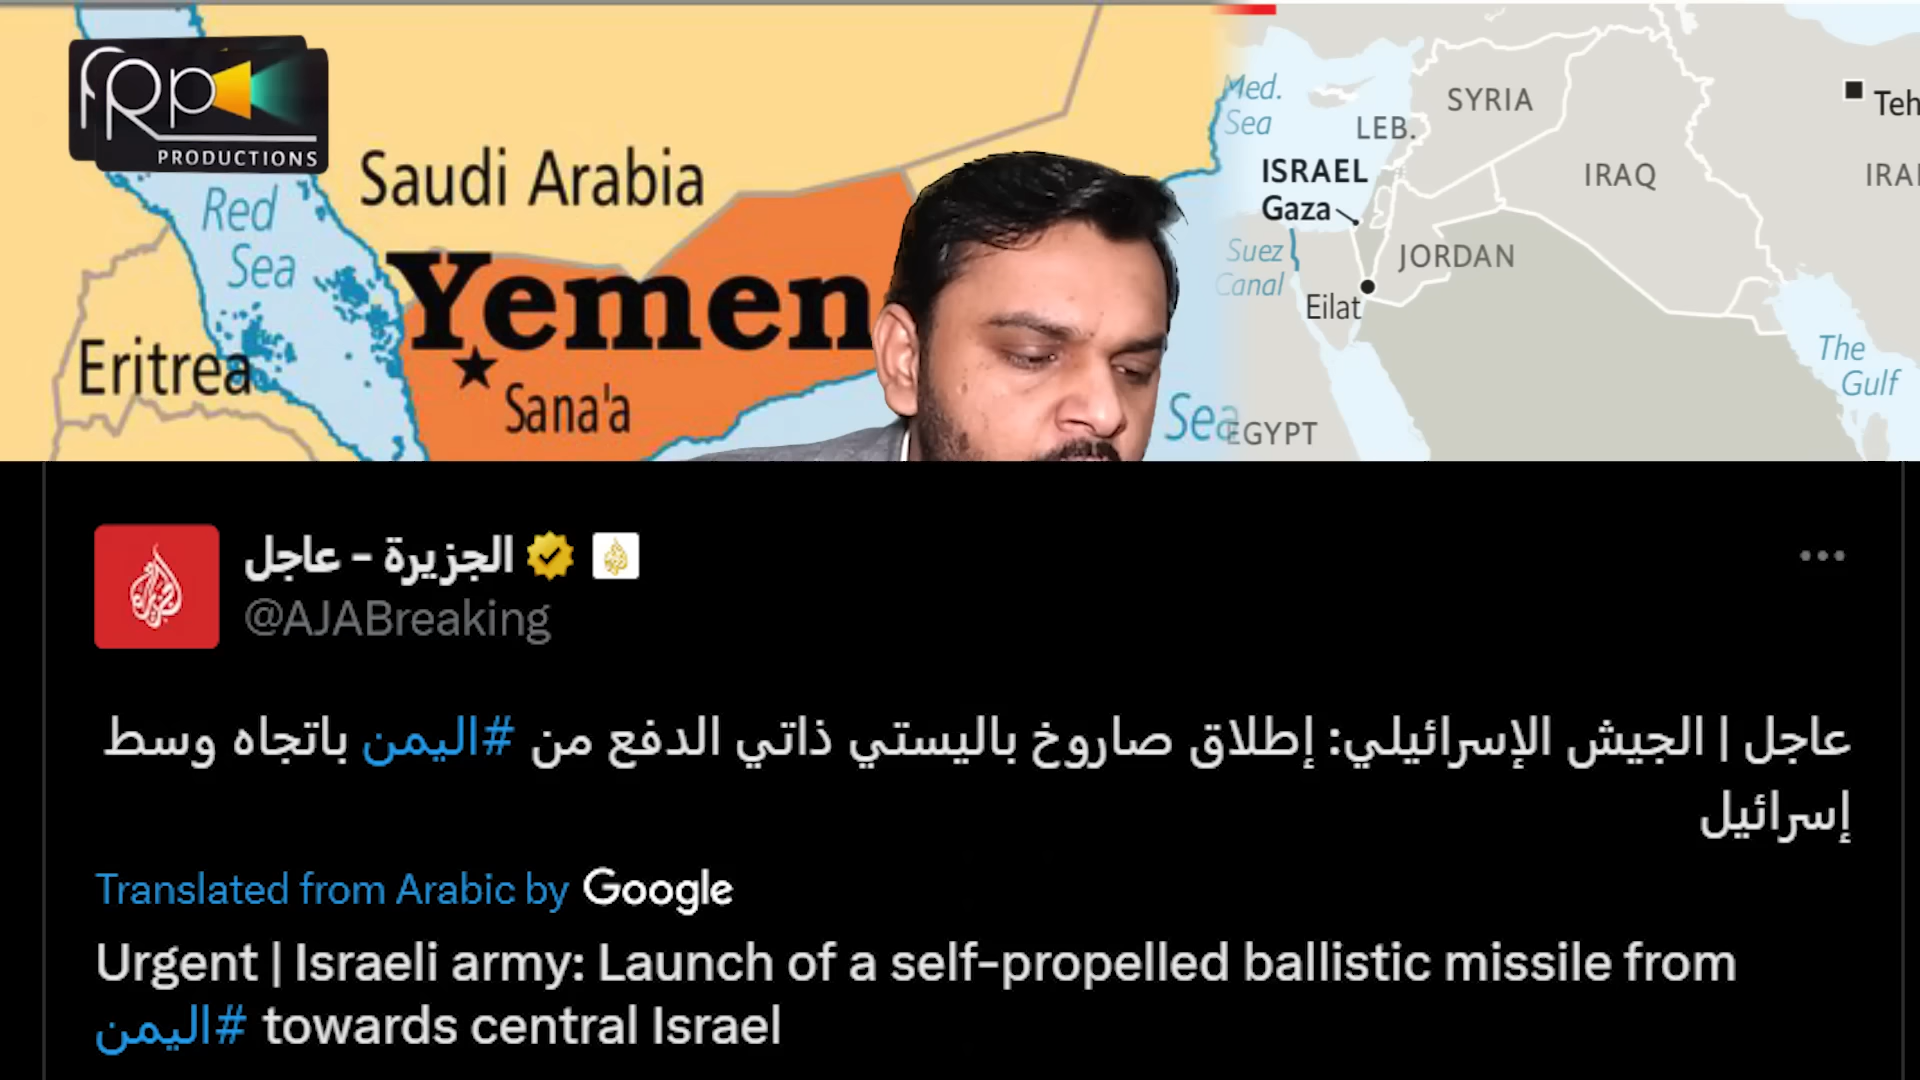 FRP
PRODUCTIONS
Saudi Arabia
Red
Sea
Yemen
Eritrea
Sana'a
Sea
Med.
Sea
SYRIA
LEB.
ISRAEL
Gaza
IRAQ
Suez
Canal
JORDAN
Eilat
EGYPT
The
Gulf
الجزيرة - عاجل
@AJABreaking
عاجل | الجيش الإسرائيلي: إطلاق صاروخ باليستي ذاتي الدفع من #اليمن باتجاه وسط
إسرائيل
Translated from Arabic by Google
Urgent | Israeli army: Launch of a self-propelled ballistic missile from
#اليمن towards central Israel